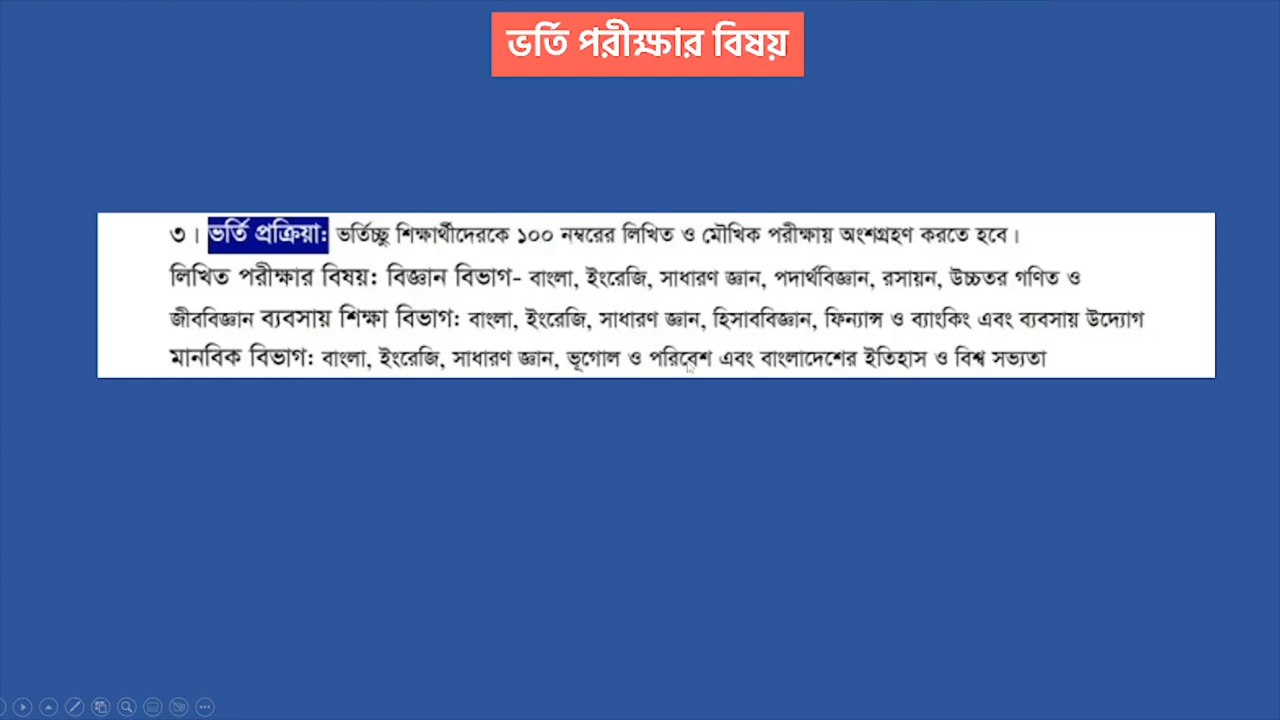 ভর্তি পরীক্ষার বিষয়
৩। ভর্তি প্রক্রিয়া: ভর্তিচ্ছু শিক্ষার্থীদেরকে ১০০ নম্বরের লিখিত ও মৌখিক পরীক্ষায় অংশগ্রহণ করতে হবে।
লিখিত পরীক্ষার বিষয়: বিজ্ঞান বিভাগ- বাংলা, ইংরেজি, সাধারণ জ্ঞান, পদার্থবিজ্ঞান, রসায়ন, উচ্চতর গণিত ও
জীববিজ্ঞান ব্যবসায় শিক্ষা বিভাগ: বাংলা, ইংরেজি, সাধারণ জ্ঞান, হিসাববিজ্ঞান, ফিন্যান্স ও ব্যাংকিং এবং ব্যবসায় উদ্যোগ
মানবিক বিভাগ: বাংলা, ইংরেজি, সাধারণ জ্ঞান, ভূগোল ও পরিবেশ এবং বাংলাদেশের ইতিহাস ও বিশ্ব সভ্যতা